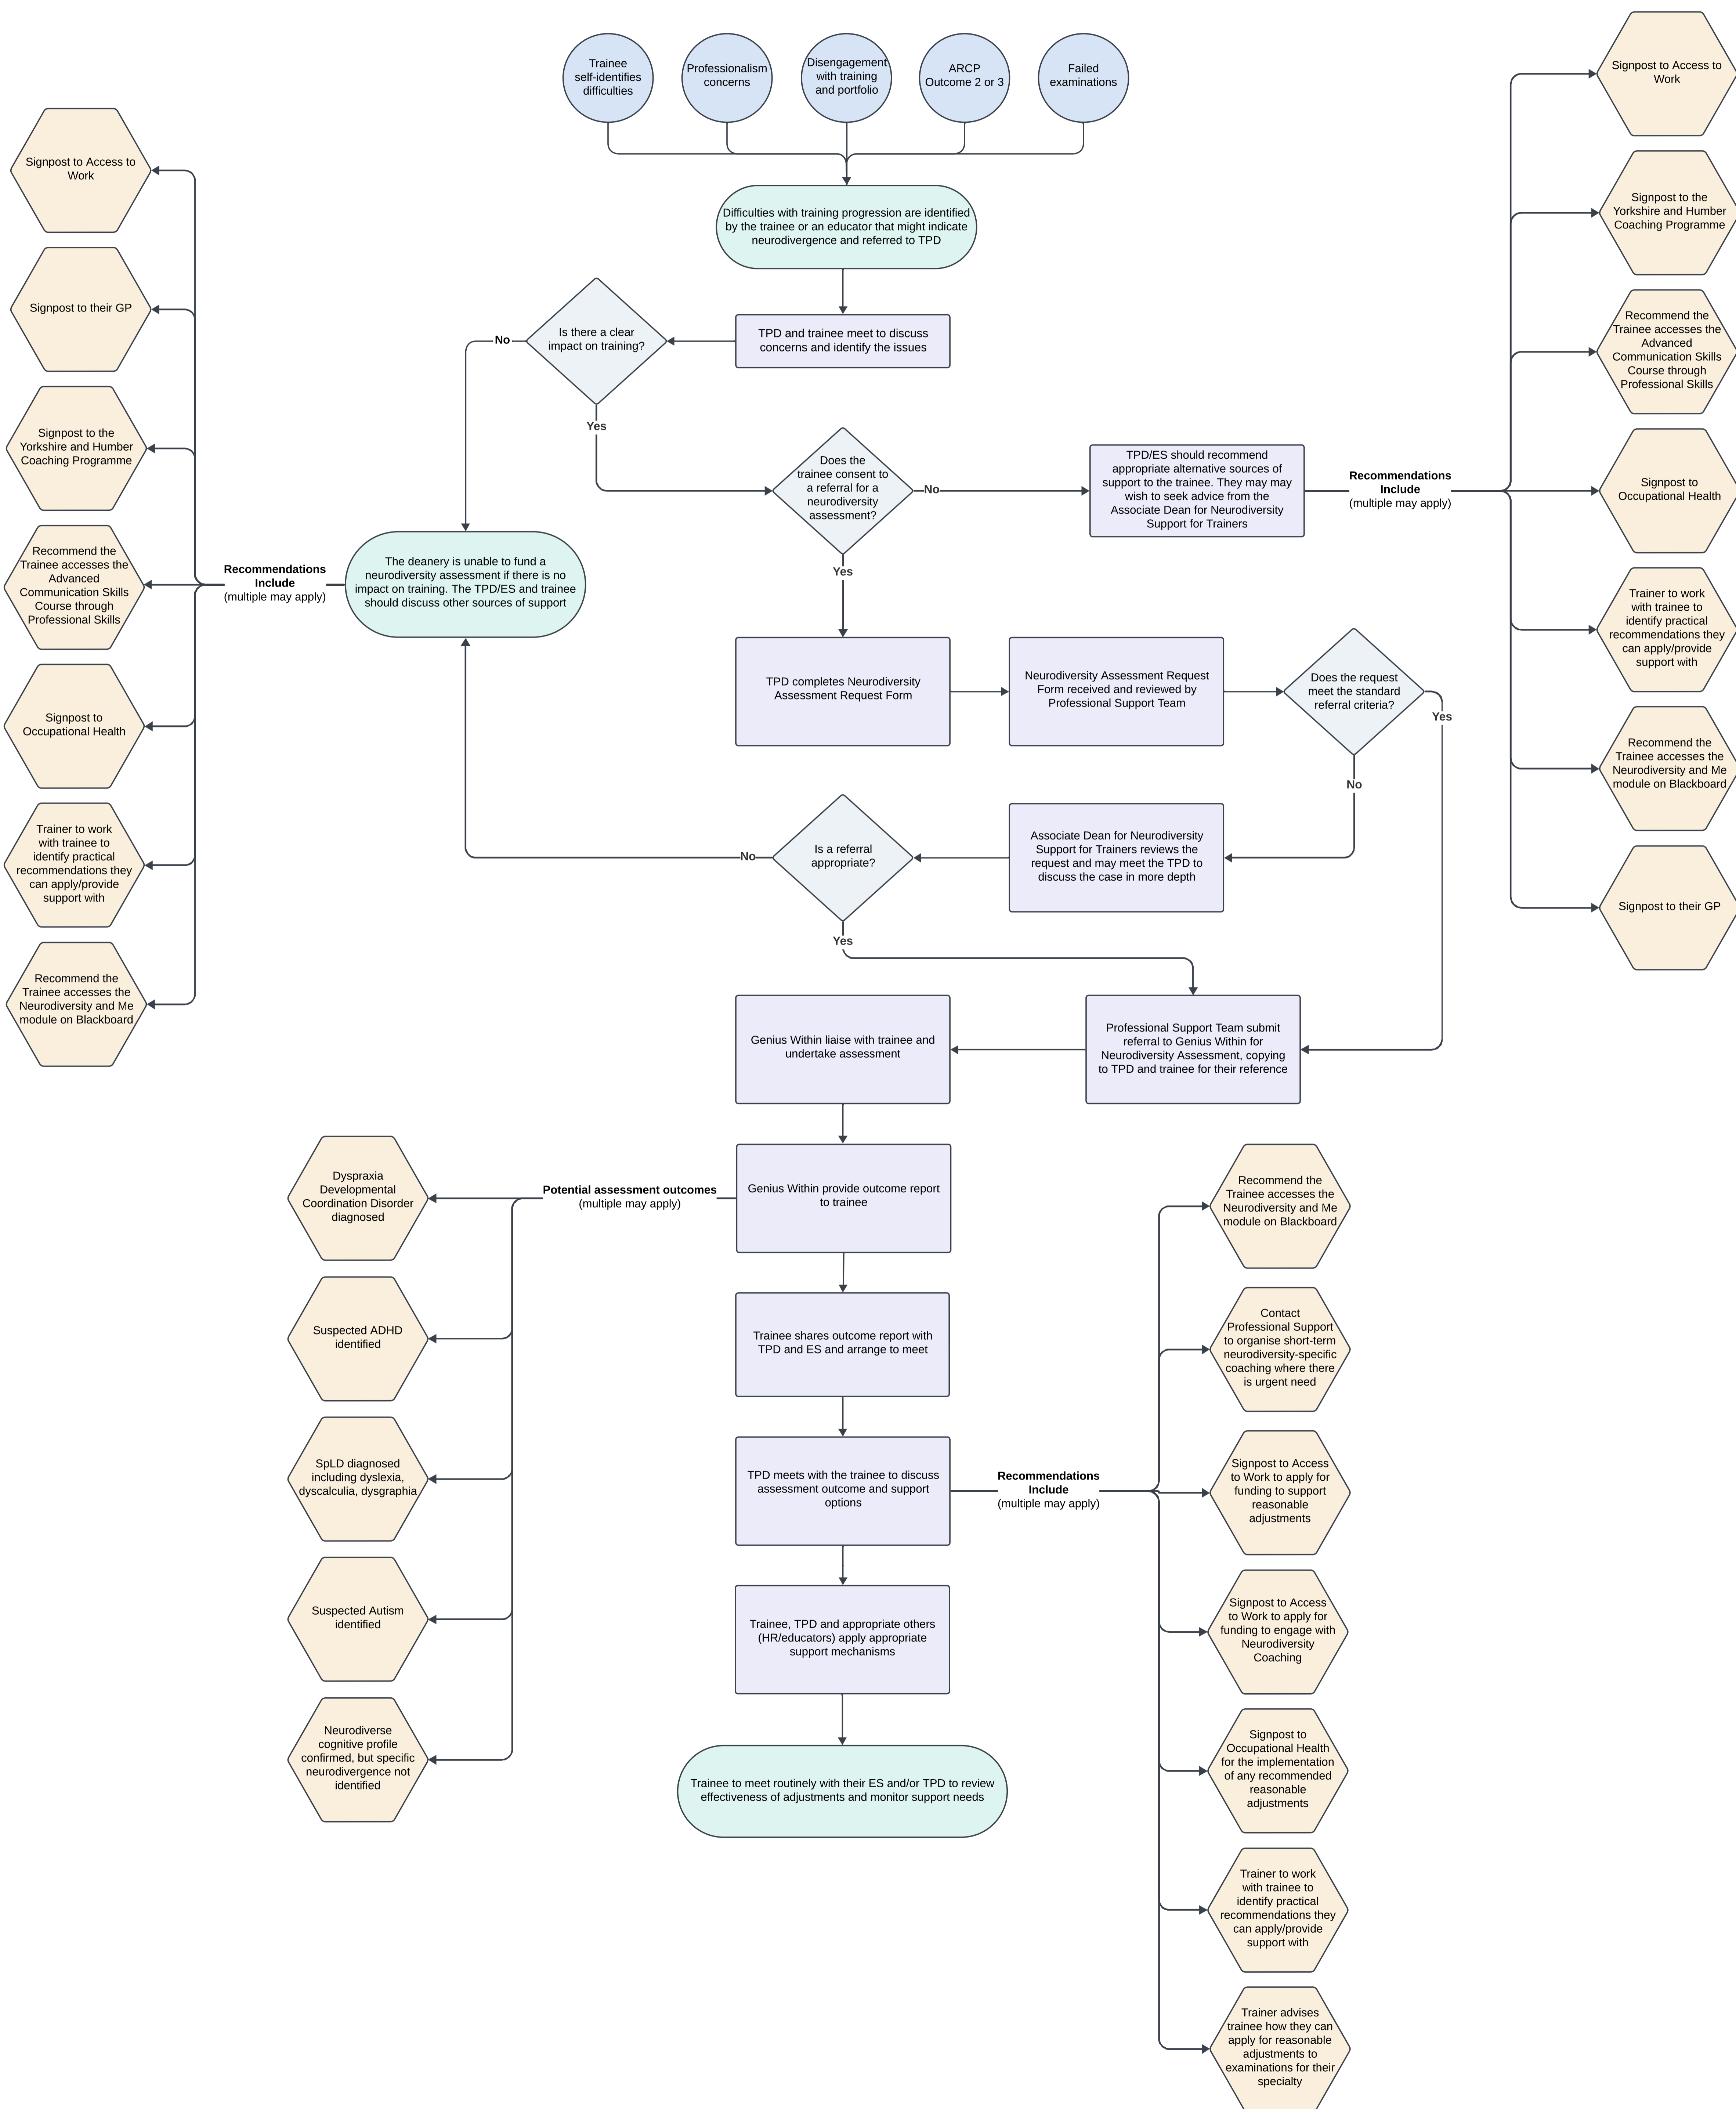 Trainee
self-identifies
difficulties
Professionalism
concerns
Disengagement
with training
and portfolio
ARCP
Outcome 2 or 3
Failed
examinations
Difficulties with training progression are identified
by the trainee or an educator that might indicate
neurodivergence and referred to TPD
TPD and trainee meet to discuss
concerns and identify the issues
Is there a clear
impact on training?
No
Yes
Does the
trainee consent to
a referral for a
neurodiversity
assessment?
No
Yes
TPD/ES should recommend
appropriate alternative sources of
support to the trainee. They may may
wish to seek advice from the
Associate Dean for Neurodiversity
Support for Trainers
Recommendations
Include
(multiple may apply)
Signpost to Access to
Work
Signpost to the
Yorkshire and Humber
Coaching Programme
Recommend the
Trainee accesses the
Advanced
Communication Skills
Course through
Professional Skills
Signpost to
Occupational Health
Trainer to work
with trainee to
identify practical
recommendations they
can apply/provide
support with
Recommend the
Trainee accesses the
Neurodiversity and Me
module on Blackboard
Signpost to their GP
The deanery is unable to fund a
neurodiversity assessment if there is no
impact on training. The TPD/ES and trainee
should discuss other sources of support
Recommendations
Include
(multiple may apply)
Signpost to Access to
Work
Signpost to their GP
Signpost to the
Yorkshire and Humber
Coaching Programme
Recommend the
Trainee accesses the
Advanced
Communication Skills
Course through
Professional Skills
Signpost to
Occupational Health
Trainer to work
with trainee to
identify practical
recommendations they
can apply/provide
support with
Recommend the
Trainee accesses the
Neurodiversity and Me
module on Blackboard
TPD completes Neurodiversity
Assessment Request Form
Neurodiversity Assessment Request
Form received and reviewed by
Professional Support Team
Does the request
meet the standard
referral criteria?
Yes
No
Associate Dean for Neurodiversity
Support for Trainers reviews the
request and may meet the TPD to
discuss the case in more depth
Is a referral
appropriate?
No
Yes
Professional Support Team submit
referral to Genius Within for
Neurodiversity Assessment, copying
to TPD and trainee for their reference
Genius Within liaise with trainee and
undertake assessment
Genius Within provide outcome report
to trainee
Potential assessment outcomes
(multiple may apply)
Dyspraxia
Developmental
Coordination Disorder
diagnosed
Suspected ADHD
identified
SpLD diagnosed
including dyslexia,
dyscalculia, dysgraphia
Suspected Autism
identified
Neurodiverse
cognitive profile
confirmed, but specific
neurodivergence not
identified
Trainee shares outcome report with
TPD and ES and arrange to meet
TPD meets with the trainee to discuss
assessment outcome and support
options
Recommendations
Include
(multiple may apply)
Recommend the
Trainee accesses the
Neurodiversity and Me
module on Blackboard
Contact
Professional Support
to organise short-term
neurodiversity-specific
coaching where there
is urgent need
Signpost to Access
to Work to apply for
funding to support
reasonable
adjustments
Signpost to Access
to Work to apply for
funding to engage with
Neurodiversity
Coaching
Signpost to
Occupational Health
for the implementation
of any recommended
reasonable
adjustments
Trainer to work
with trainee to
identify practical
recommendations they
can apply/provide
support with
Trainer advises
trainee how they can
apply for reasonable
adjustments to
examinations for their
specialty
Trainee, TPD and appropriate others
(HR/educators) apply appropriate
support mechanisms
Trainee to meet routinely with their ES and/or TPD to review
effectiveness of adjustments and monitor support needs